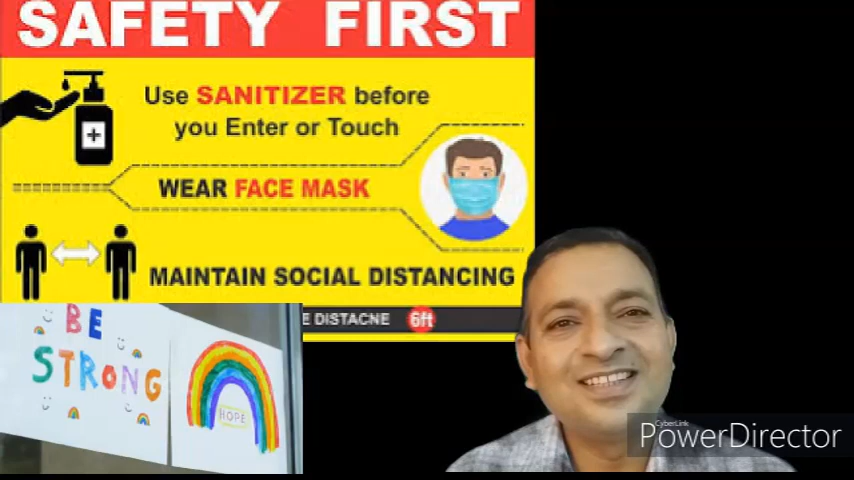 SAFETY FIRST
Use SANITIZER before
you Enter or Touch
WEAR FACE MASK
MAINTAIN SOCIAL DISTANCING
E DISTACNE 6ft
BE
STRONG
HOPE
CyberLink
PowerDirector